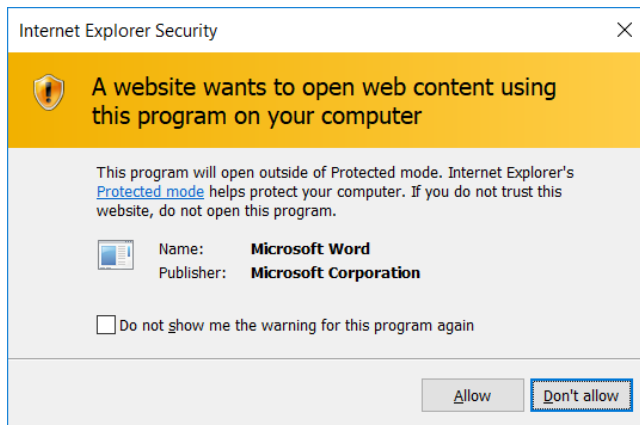 Internet Explorer Security
A website wants to open web content using
this program on your computer
This program will open outside of Protected mode. Internet Explorer's
Protected mode helps protect your computer. If you do not trust this
website, do not open this program.
Name: Microsoft Word
Publisher: Microsoft Corporation
Do not show me the warning for this program again
Allow Don't allow